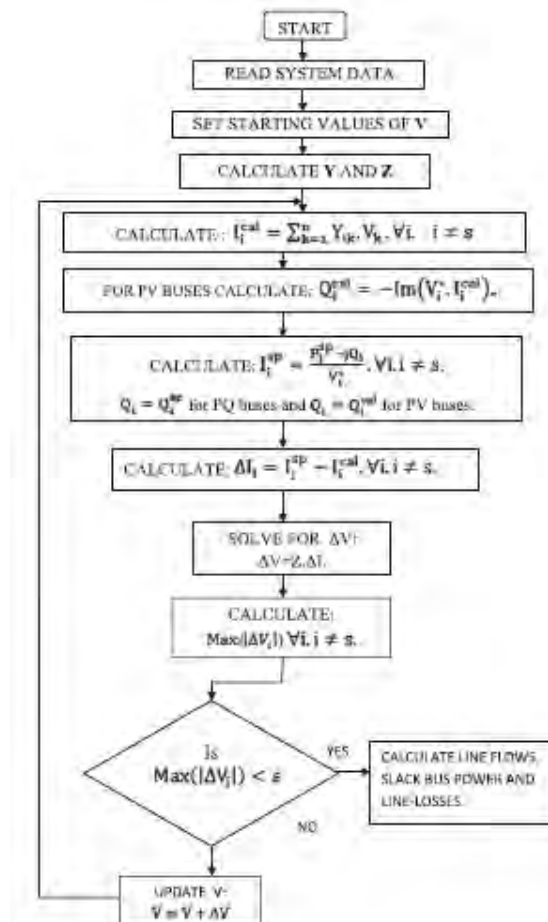 START
READ SYSTEM DATA
SET STARTING VALUES OF V
CALCULATE Y AND Z
CALCULATE : I_i^{cal} = ∑_{k=1}^{n} Y_{ik}. V_k, ∀i. i ≠ s
FOR PV BUSES CALCULATE: Q_i^{cal} = −Im(V_i^*. I_i^{cal}).
CALCULATE: I_i^{sp} = (P_i^{sp} −jQ_i)/V_i^*, ∀i. i ≠ s.
Q_i = Q_i^{sp} for PQ buses and Q_i = Q_i^{cal} for PV buses.
CALCULATE: ΔI_i = I_i^{sp} − I_i^{cal}, ∀i. i ≠ s.
SOLVE FOR ΔV:
ΔV=Z.ΔI.
CALCULATE:
Max(|ΔV_i|) ∀i. i ≠ s.
Is
Max(|ΔV_i|) < ε
YES
CALCULATE LINE FLOWS,
SLACK BUS POWER AND
LINE-LOSSES.
NO
UPDATE V:
V = V + ΔV